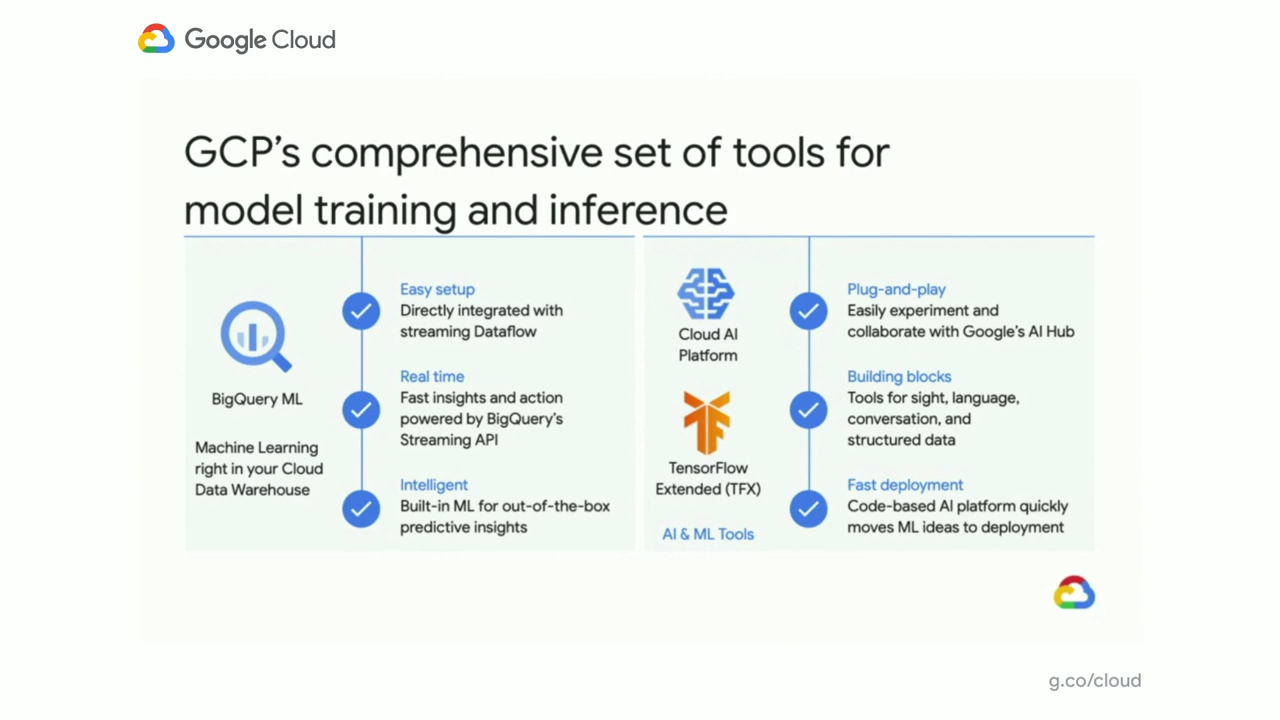 Google Cloud
GCP's comprehensive set of tools for
model training and inference
BigQuery ML
Machine Learning
right in your Cloud
Data Warehouse
Easy setup
Directly integrated with
streaming Dataflow
Real time
Fast insights and action
powered by BigQuery's
Streaming API
Intelligent
Built-in ML for out-of-the-box
predictive insights
Cloud AI
Platform
TensorFlow
Extended (TFX)
AI & ML Tools
Plug-and-play
Easily experiment and
collaborate with Google's AI Hub
Building blocks
Tools for sight, language,
conversation, and
structured data
Fast deployment
Code-based AI platform quickly
moves ML ideas to deployment
g.co/cloud